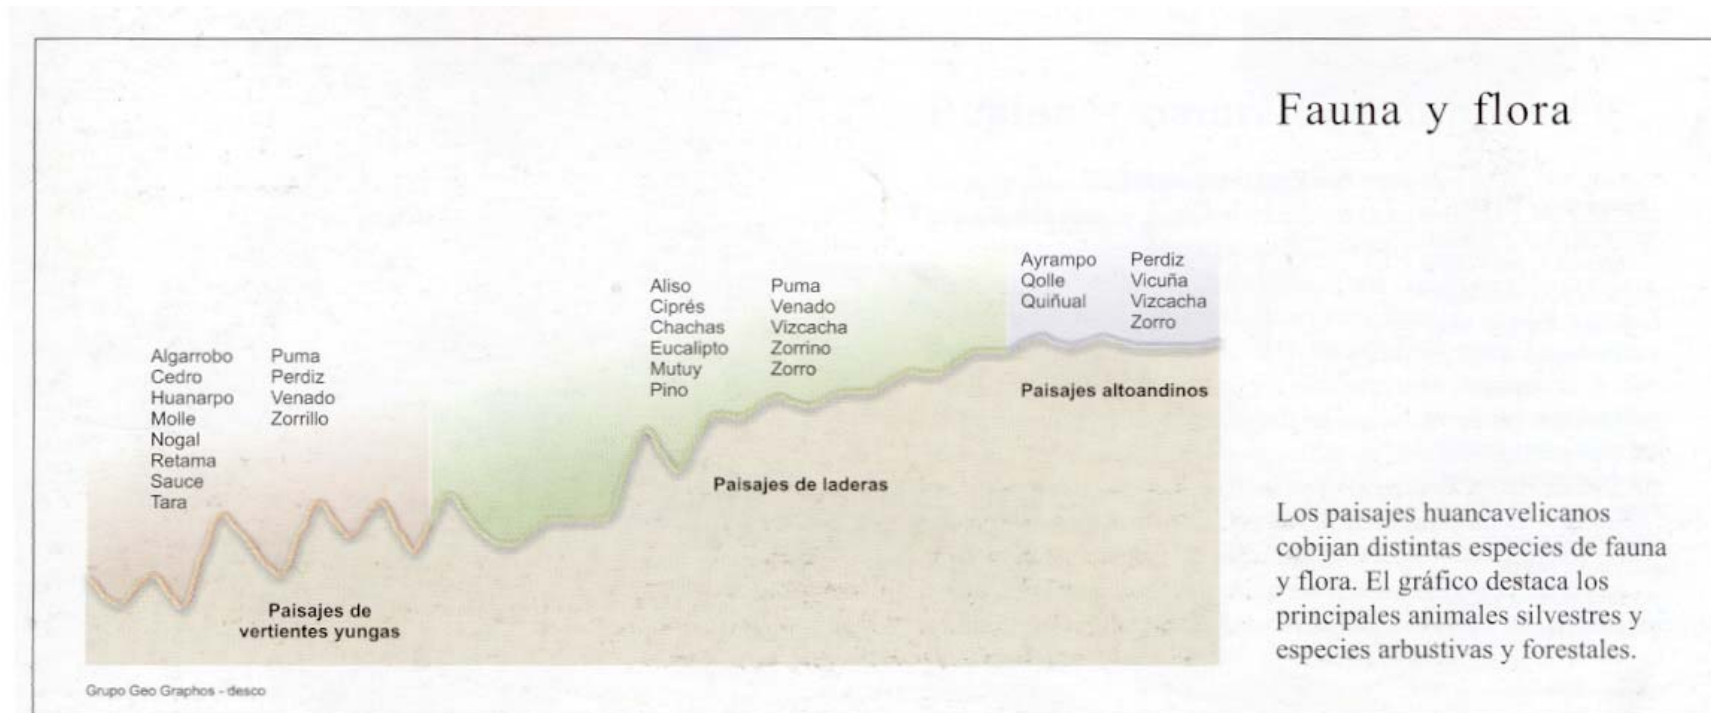 Fauna y flora
Algarrobo
Cedro
Huanarpo
Molle
Nogal
Retama
Sauce
Tara
Puma
Perdiz
Venado
Zorrillo
Paisajes de
vertientes yungas
Aliso
Ciprés
Chachas
Eucalipto
Mutuy
Pino
Puma
Venado
Vizcacha
Zorrino
Zorro
Paisajes de laderas
Ayrampo
Qolle
Quiñual
Perdiz
Vicuña
Vizcacha
Zorro
Paisajes altoandinos
Los paisajes huancavelicanos
cobijan distintas especies de fauna
y flora. El gráfico destaca los
principales animales silvestres y
especies arbustivas y forestales.
Grupo Geo Graphos - desco